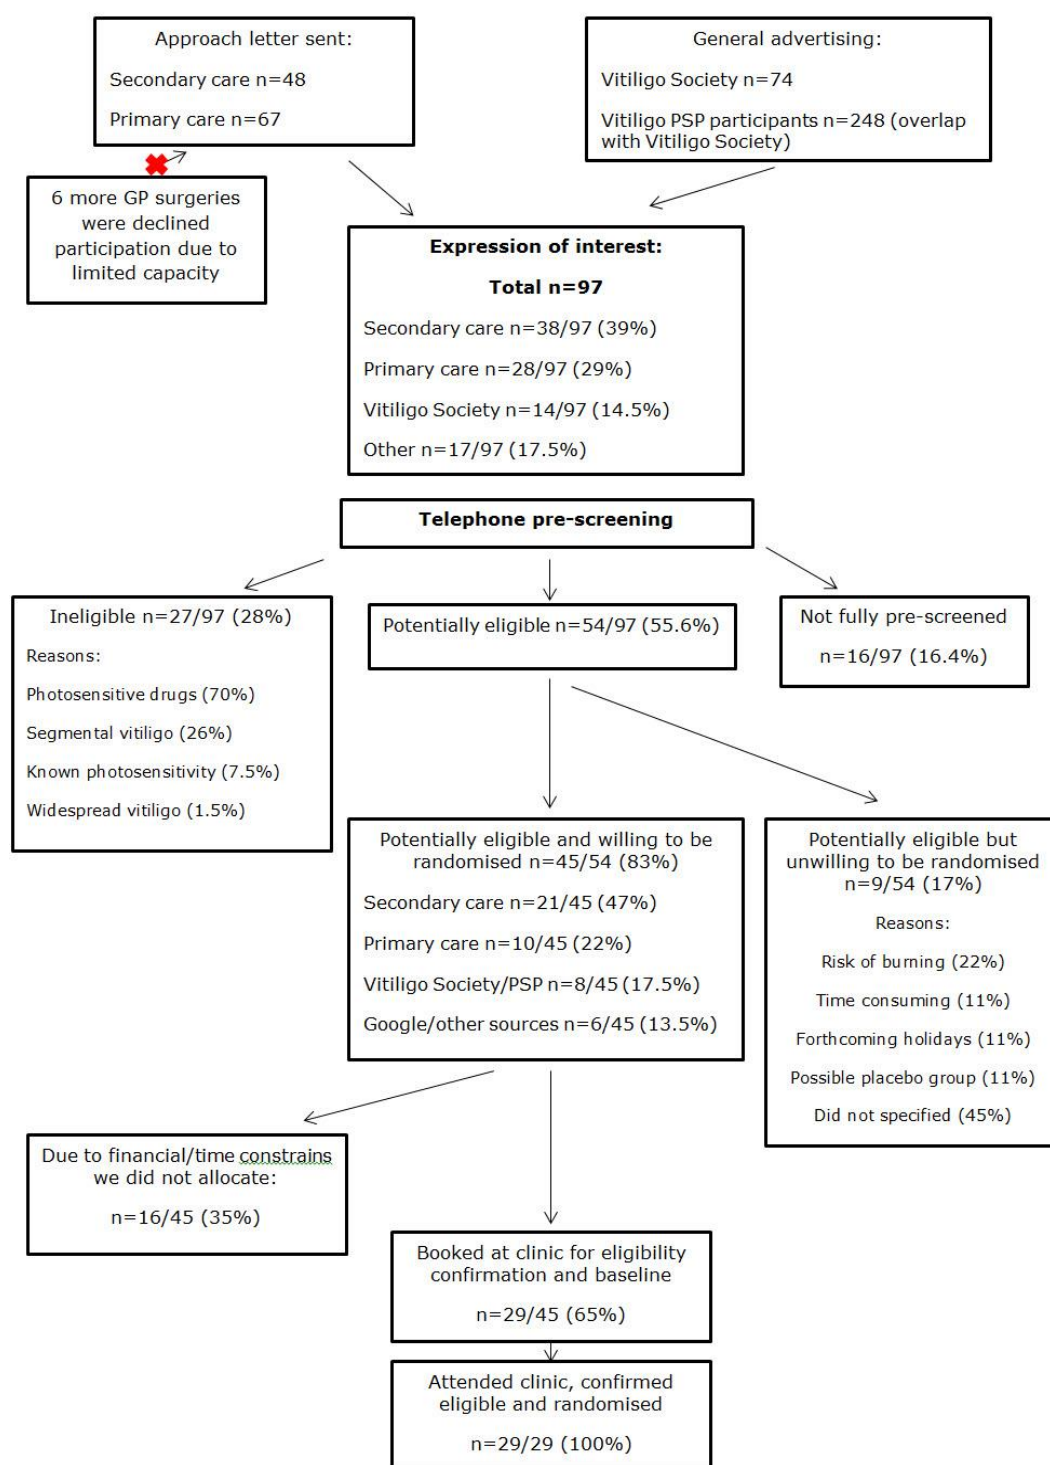 Approach letter sent:
Secondary care n=48
Primary care n=67
General advertising:
Vitiligo Society n=74
Vitiligo PSP participants n=248 (overlap
with Vitiligo Society)
6 more GP surgeries
were declined
participation due to
limited capacity
Expression of interest:
Total n=97
Secondary care n=38/97 (39%)
Primary care n=28/97 (29%)
Vitiligo Society n=14/97 (14.5%)
Other n=17/97 (17.5%)
Telephone pre-screening
Ineligible n=27/97 (28%)
Reasons:
Photosensitive drugs (70%)
Segmental vitiligo (26%)
Known photosensitivity (7.5%)
Widespread vitiligo (1.5%)
Potentially eligible n=54/97 (55.6%)
Not fully pre-screened
n=16/97 (16.4%)
Potentially eligible and willing to be
randomised n=45/54 (83%)
Secondary care n=21/45 (47%)
Primary care n=10/45 (22%)
Vitiligo Society/PSP n=8/45 (17.5%)
Google/other sources n=6/45 (13.5%)
Potentially eligible but
unwilling to be randomised
n=9/54 (17%)
Reasons:
Risk of burning (22%)
Time consuming (11%)
Forthcoming holidays (11%)
Possible placebo group (11%)
Did not specified (45%)
Due to financial/time constrains
we did not allocate:
n=16/45 (35%)
Booked at clinic for eligibility
confirmation and baseline
n=29/45 (65%)
Attended clinic, confirmed
eligible and randomised
n=29/29 (100%)